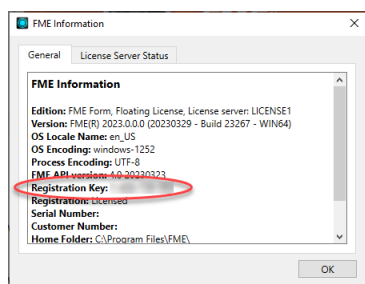 FME Information
General
License Server Status
FME Information
Edition: FME Form, Floating License, License server: LICENSE1
Version: FME(R) 2023.0.0.0 (20230329 - Build 23267 - WIN64)
OS Locale Name: en_US
OS Encoding: windows-1252
Process Encoding: UTF-8
FME API version: 4.0 20230323
Registration Key:
Registration: Licensed
Serial Number:
Customer Number:
Home Folder: C:\Program Files\FME\
OK